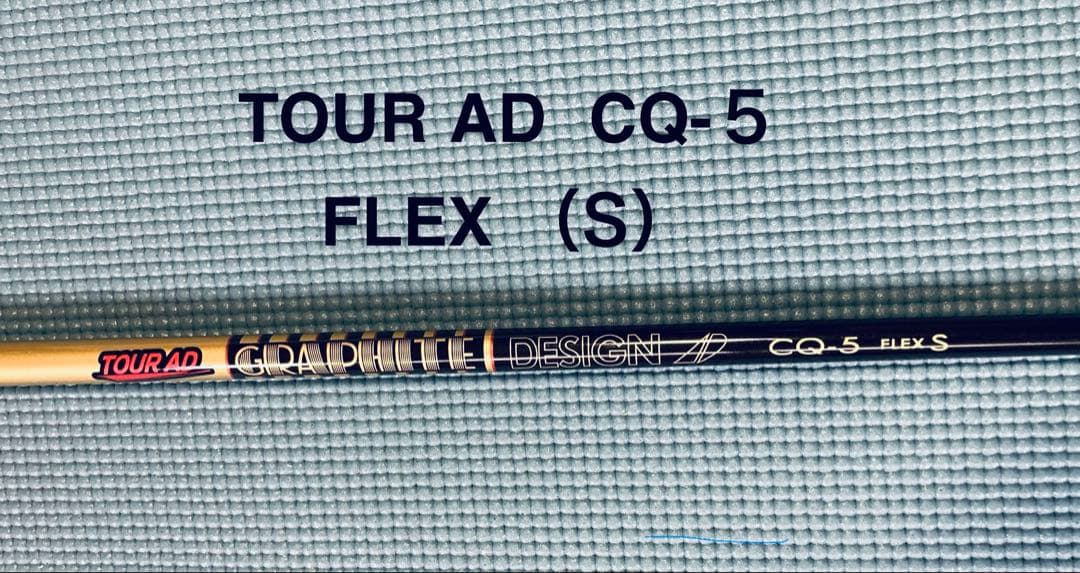 TOUR AD CQ-5
FLEX (S)
TOUR AD GRAPHITE DESIGN AD CQ-5 FLEX S